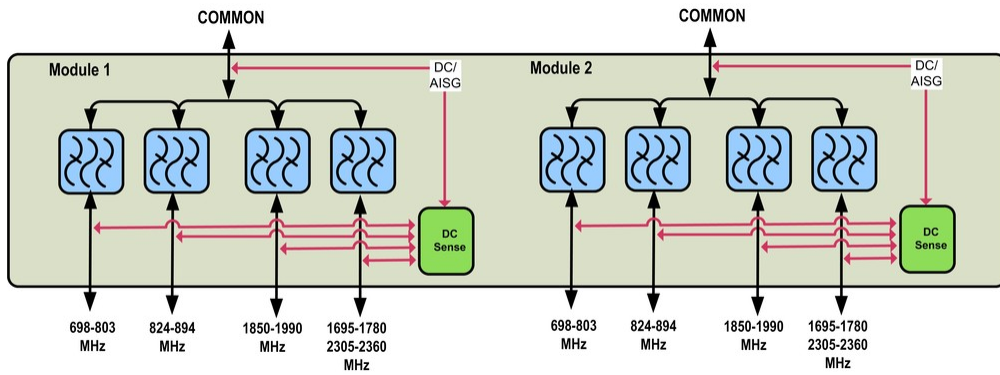 COMMON
Module 1
DC/
AISG
DC
Sense
698-803
MHz
824-894
MHz
1850-1990
MHz
1695-1780
2305-2360
MHz
COMMON
Module 2
DC/
AISG
DC
Sense
698-803
MHz
824-894
MHz
1850-1990
MHz
1695-1780
2305-2360
MHz